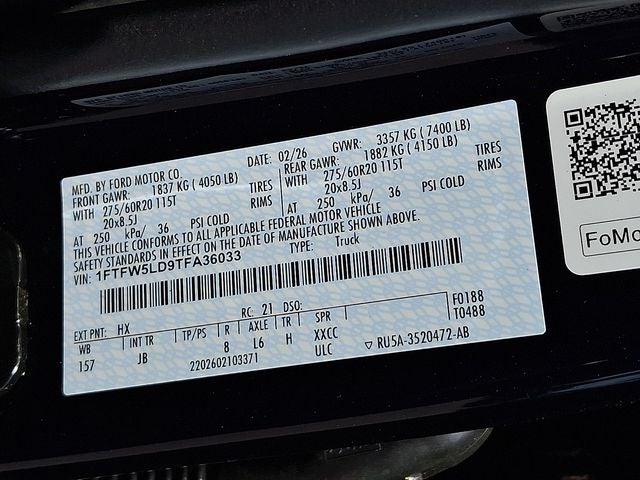 MFD. BY FORD MOTOR CO.
DATE: 02/26 GVWR: 3357 KG (7400 LB)
FRONT GAWR: 1837 KG (4050 LB)
REAR GAWR: 1882 KG (4150 LB)
WITH 275/60R20 115T TIRES
WITH 275/60R20 115T TIRES
20x8.5J RIMS
20x8.5J RIMS
AT 250 kPa/ 36 PSI COLD
AT 250 kPa/ 36 PSI COLD
THIS VEHICLE CONFORMS TO ALL APPLICABLE FEDERAL MOTOR VEHICLE
SAFETY STANDARDS IN EFFECT ON THE DATE OF MANUFACTURE SHOWN ABOVE.
VIN: 1FTFW5LD9TFA36033 TYPE: Truck
EXT PNT: HX RC: 21 DSO: F0188
WB INT TR TP/PS R AXLE TR SPR T0488
157 JB 8 L6 H XXCC
2202602103371 ULC ▽ RU5A-3520472-AB
FoMo